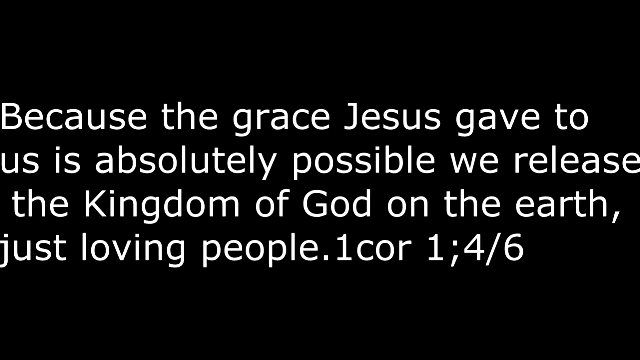 Because the grace Jesus gave to
us is absolutely possible we release
the Kingdom of God on the earth,
just loving people.1cor 1;4/6